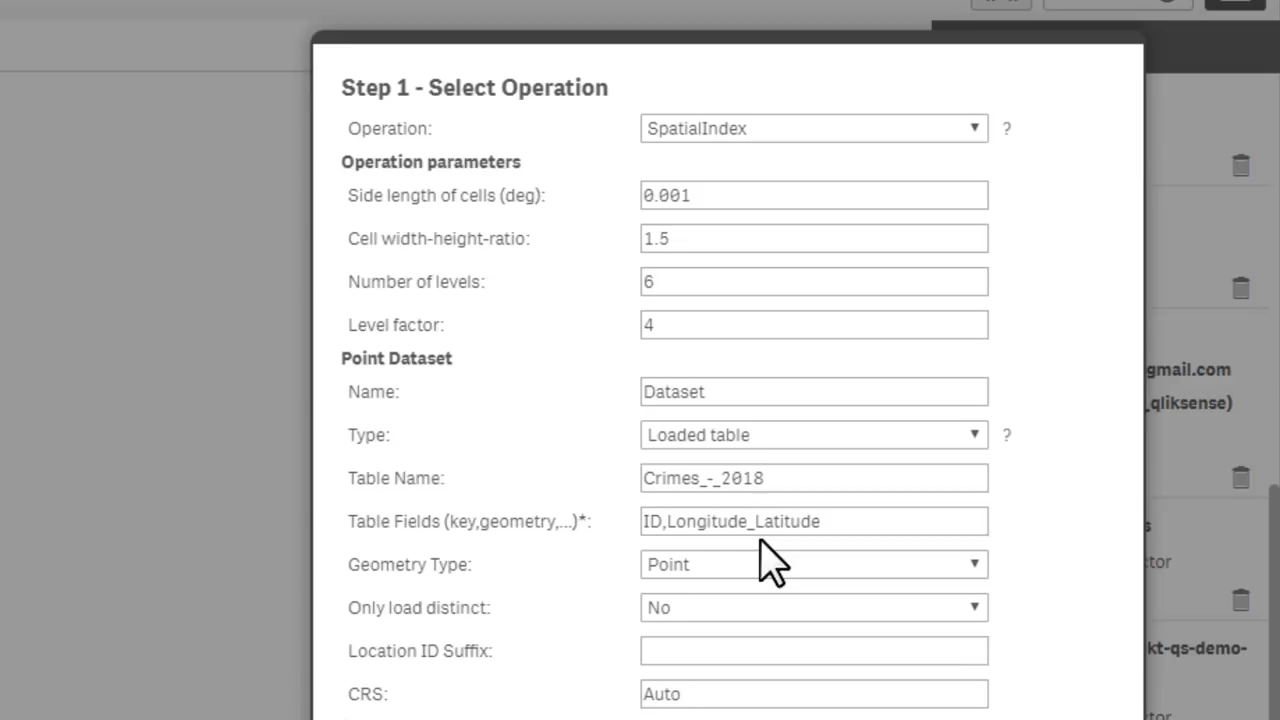 Step 1 - Select Operation
Operation: SpatialIndex ?
Operation parameters
Side length of cells (deg): 0.001
Cell width-height-ratio: 1.5
Number of levels: 6
Level factor: 4
Point Dataset
gmail.com
Name: Dataset
_qliksense)
Type: Loaded table ?
Table Name: Crimes_-_2018
Table Fields (key,geometry,...)*: ID,Longitude_Latitude
s
Geometry Type: Point
tor
Only load distinct: No
Location ID Suffix:
kt-qs-demo-
CRS: Auto
tor